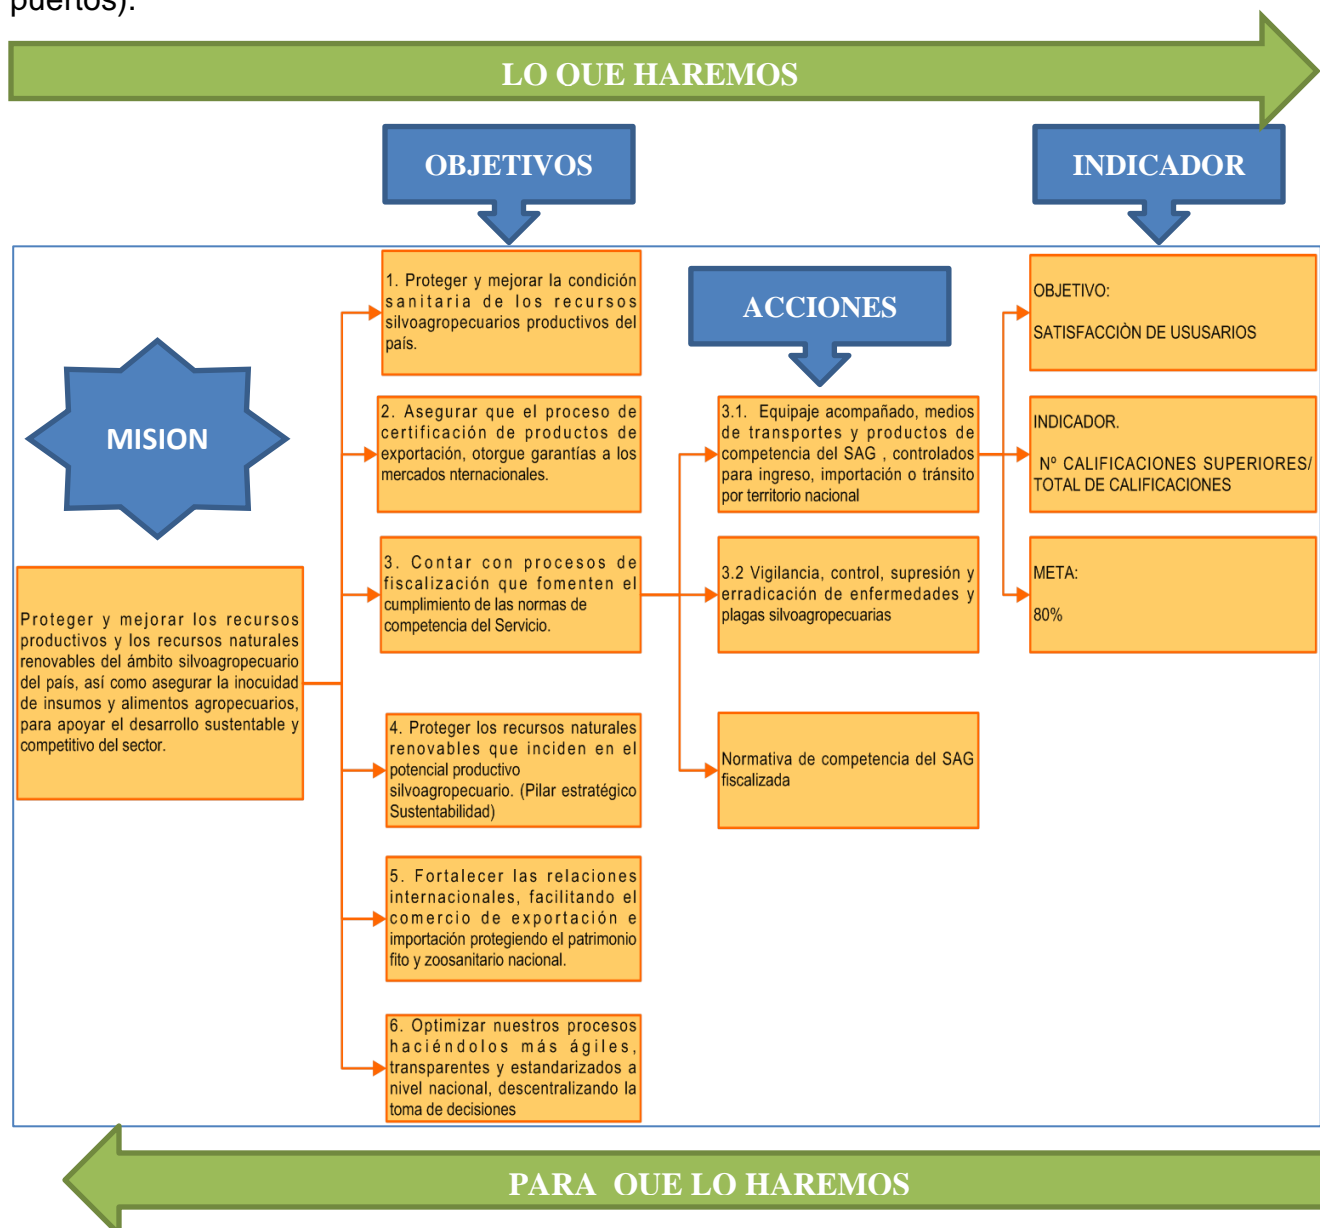 puertos).
LO QUE HAREMOS
OBJETIVOS
INDICADOR
1. Proteger y mejorar la condición
sanitaria de los recursos
silvoagropecuarios productivos del
país.
ACCIONES
OBJETIVO:
SATISFACCIÒN DE USUSARIOS
MISION
2. Asegurar que el proceso de
certificación de productos de
exportación, otorgue garantías a los
mercados nternacionales.
3.1. Equipaje acompañado, medios
de transportes y productos de
competencia del SAG , controlados
para ingreso, importación o tránsito
por territorio nacional
INDICADOR.
Nº CALIFICACIONES SUPERIORES/
TOTAL DE CALIFICACIONES
3. Contar con procesos de
fiscalización que fomenten el
cumplimiento de las normas de
competencia del Servicio.
3.2 Vigilancia, control, supresión y
erradicación de enfermedades y
plagas silvoagropecuarias
META:
80%
Proteger y mejorar los recursos
productivos y los recursos naturales
renovables del ámbito silvoagropecuario
del país, así como asegurar la inocuidad
de insumos y alimentos agropecuarios,
para apoyar el desarrollo sustentable y
competitivo del sector.
4. Proteger los recursos naturales
renovables que inciden en el
potencial productivo
silvoagropecuario. (Pilar estratégico
Sustentabilidad)
Normativa de competencia del SAG
fiscalizada
5. Fortalecer las relaciones
internacionales, facilitando el
comercio de exportación e
importación protegiendo el patrimonio
fito y zoosanitario nacional.
6. Optimizar nuestros procesos
haciéndolos más ágiles,
transparentes y estandarizados a
nivel nacional, descentralizando la
toma de decisiones
PARA QUE LO HAREMOS